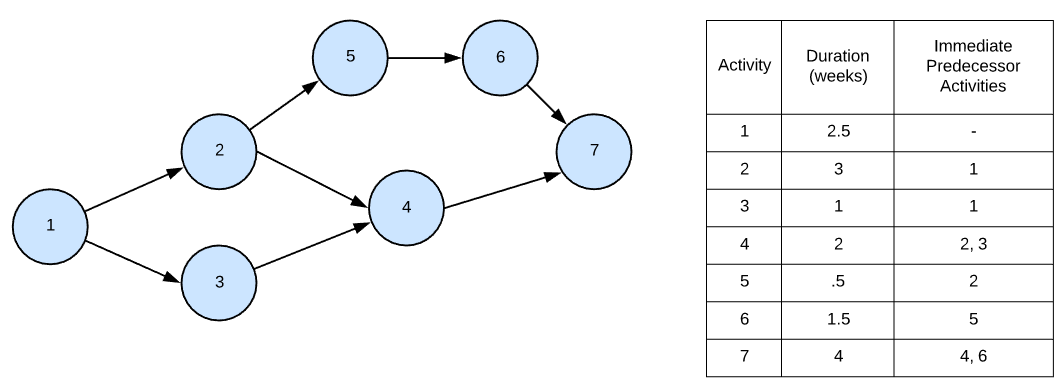 5
6
2
7
4
1
3
Activity Duration (weeks) Immediate Predecessor Activities
1 2.5 -
2 3 1
3 1 1
4 2 2, 3
5 .5 2
6 1.5 5
7 4 4, 6